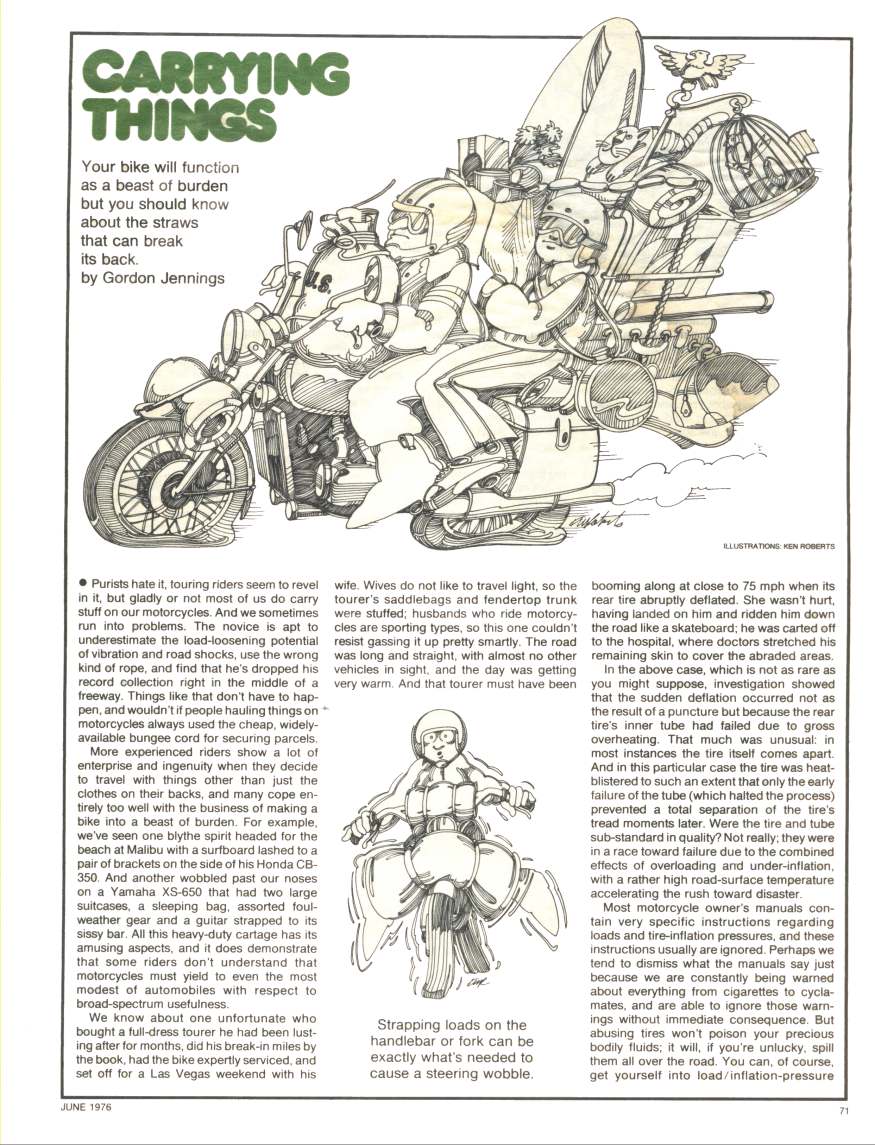 CARRYING
THINGS
Your bike will function
as a beast of burden
but you should know
about the straws
that can break
its back.
by Gordon Jennings
U.S.
ILLUSTRATIONS: KEN ROBERTS
● Purists hate it, touring riders seem to revel
in it, but gladly or not most of us do carry
stuff on our motorcycles. And we sometimes
run into problems. The novice is apt to
underestimate the load-loosening potential
of vibration and road shocks, use the wrong
kind of rope, and find that he's dropped his
record collection right in the middle of a
freeway. Things like that don't have to hap-
pen, and wouldn't if people hauling things on
motorcycles always used the cheap, widely-
available bungee cord for securing parcels.
More experienced riders show a lot of
enterprise and ingenuity when they decide
to travel with things other than just the
clothes on their backs, and many cope en-
tirely too well with the business of making a
bike into a beast of burden. For example,
we've seen one blythe spirit headed for the
beach at Malibu with a surfboard lashed to a
pair of brackets on the side of his Honda CB-
350. And another wobbled past our noses
on a Yamaha XS-650 that had two large
suitcases, a sleeping bag, assorted foul-
weather gear and a guitar strapped to its
sissy bar. All this heavy-duty cartage has its
amusing aspects, and it does demonstrate
that some riders don't understand that
motorcycles must yield to even the most
modest of automobiles with respect to
broad-spectrum usefulness.
We know about one unfortunate who
bought a full-dress tourer he had been lust-
ing after for months, did his break-in miles by
the book, had the bike expertly serviced, and
set off for a Las Vegas weekend with his
wife. Wives do not like to travel light, so the
tourer's saddlebags and fendertop trunk
were stuffed; husbands who ride motorcy-
cles are sporting types, so this one couldn't
resist gassing it up pretty smartly. The road
was long and straight, with almost no other
vehicles in sight, and the day was getting
very warm. And that tourer must have been
Strapping loads on the
handlebar or fork can be
exactly what's needed to
cause a steering wobble.
booming along at close to 75 mph when its
rear tire abruptly deflated. She wasn't hurt,
having landed on him and ridden him down
the road like a skateboard; he was carted off
to the hospital, where doctors stretched his
remaining skin to cover the abraded areas.
In the above case, which is not as rare as
you might suppose, investigation showed
that the sudden deflation occurred not as
the result of a puncture but because the rear
tire's inner tube had failed due to gross
overheating. That much was unusual: in
most instances the tire itself comes apart.
And in this particular case the tire was heat-
blistered to such an extent that only the early
failure of the tube (which halted the process)
prevented a total separation of the tire's
tread moments later. Were the tire and tube
sub-standard in quality? Not really; they were
in a race toward failure due to the combined
effects of overloading and under-inflation,
with a rather high road-surface temperature
accelerating the rush toward disaster.
Most motorcycle owner's manuals con-
tain very specific instructions regarding
loads and tire-inflation pressures, and these
instructions usually are ignored. Perhaps we
tend to dismiss what the manuals say just
because we are constantly being warned
about everything from cigarettes to cycla-
mates, and are able to ignore those warn-
ings without immediate consequence. But
abusing tires won't poison your precious
bodily fluids; it will, if you're unlucky, spill
them all over the road. You can, of course,
get yourself into load/inflation-pressure
JUNE 1976
71